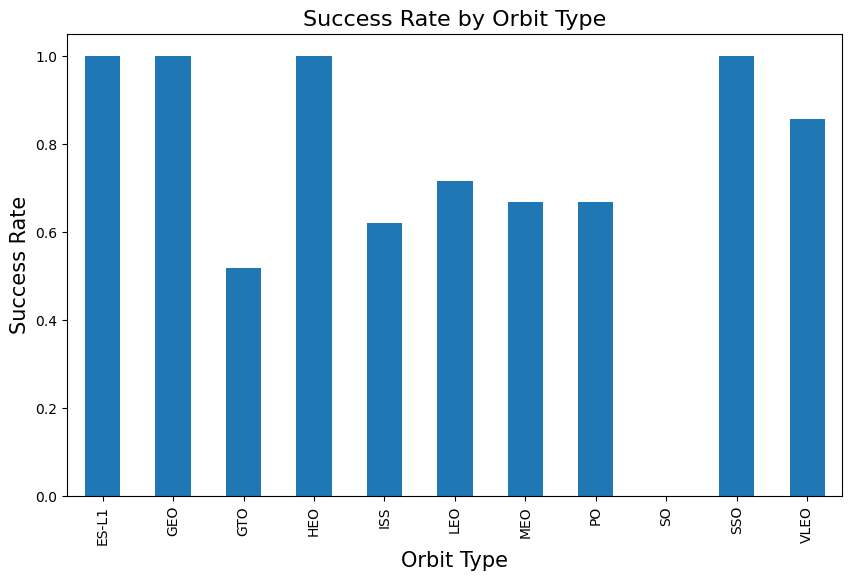 Success Rate by Orbit Type
Success Rate
1.0
0.8
0.6
0.4
0.2
0.0
ES-L1
GEO
GTO
HEO
ISS
LEO
MEO
PO
SO
SSO
VLEO
Orbit Type